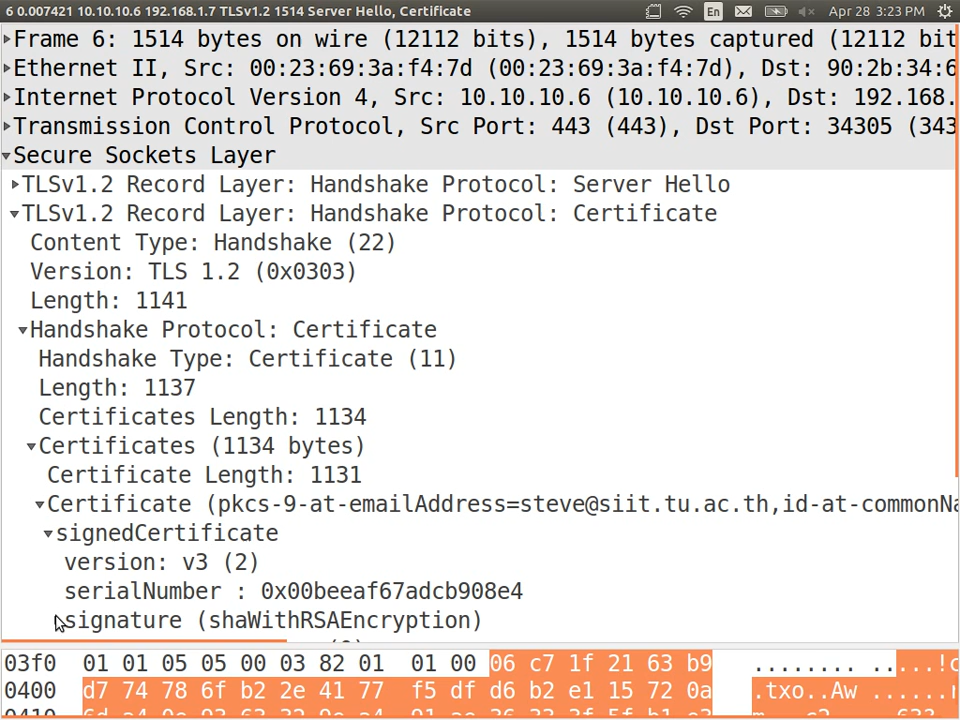 6 0.007421 10.10.10.6 192.168.1.7 TLSv1.2 1514 Server Hello, Certificate En Apr 28 3:23 PM
Frame 6: 1514 bytes on wire (12112 bits), 1514 bytes captured (12112 bit
Ethernet II, Src: 00:23:69:3a:f4:7d (00:23:69:3a:f4:7d), Dst: 90:2b:34:6
Internet Protocol Version 4, Src: 10.10.10.6 (10.10.10.6), Dst: 192.168.
Transmission Control Protocol, Src Port: 443 (443), Dst Port: 34305 (343
Secure Sockets Layer
TLSv1.2 Record Layer: Handshake Protocol: Server Hello
TLSv1.2 Record Layer: Handshake Protocol: Certificate
Content Type: Handshake (22)
Version: TLS 1.2 (0x0303)
Length: 1141
Handshake Protocol: Certificate
Handshake Type: Certificate (11)
Length: 1137
Certificates Length: 1134
Certificates (1134 bytes)
Certificate Length: 1131
Certificate (pkcs-9-at-emailAddress=steve@siit.tu.ac.th,id-at-commonNa
signedCertificate
version: v3 (2)
serialNumber : 0x00beeaf67adcb908e4
signature (shaWithRSAEncryption)
03f0 01 01 05 05 00 03 82 01 01 00 06 c7 1f 21 63 b9 ........ .....!c
0400 d7 74 78 6f b2 2e 41 77 f5 df d6 b2 e1 15 72 0a .txo..Aw ......r